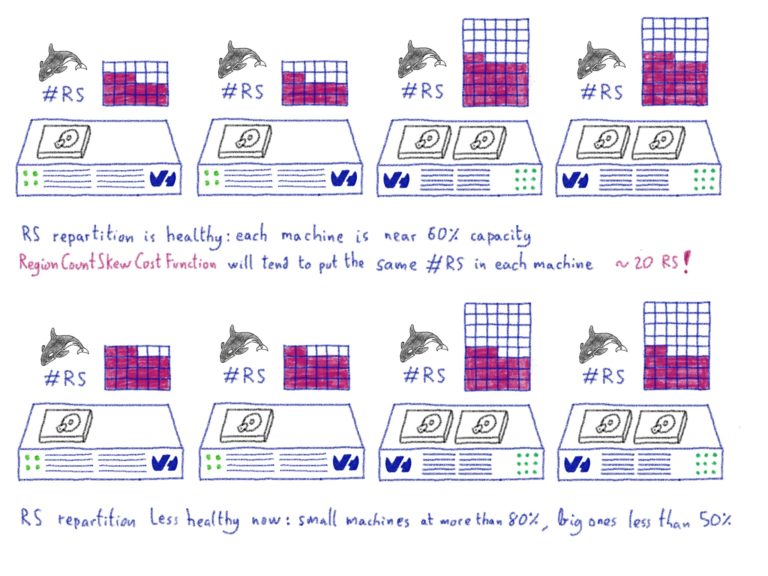 #RS #RS #RS #RS
RS repartition is healthy: each machine is near 60% capacity
RegionCountSkewCostFunction will tend to put the same #RS in each machine ~20 RS!
#RS #RS #RS #RS
RS repartition Less healthy now: small machines at more than 80%, big ones less than 50%